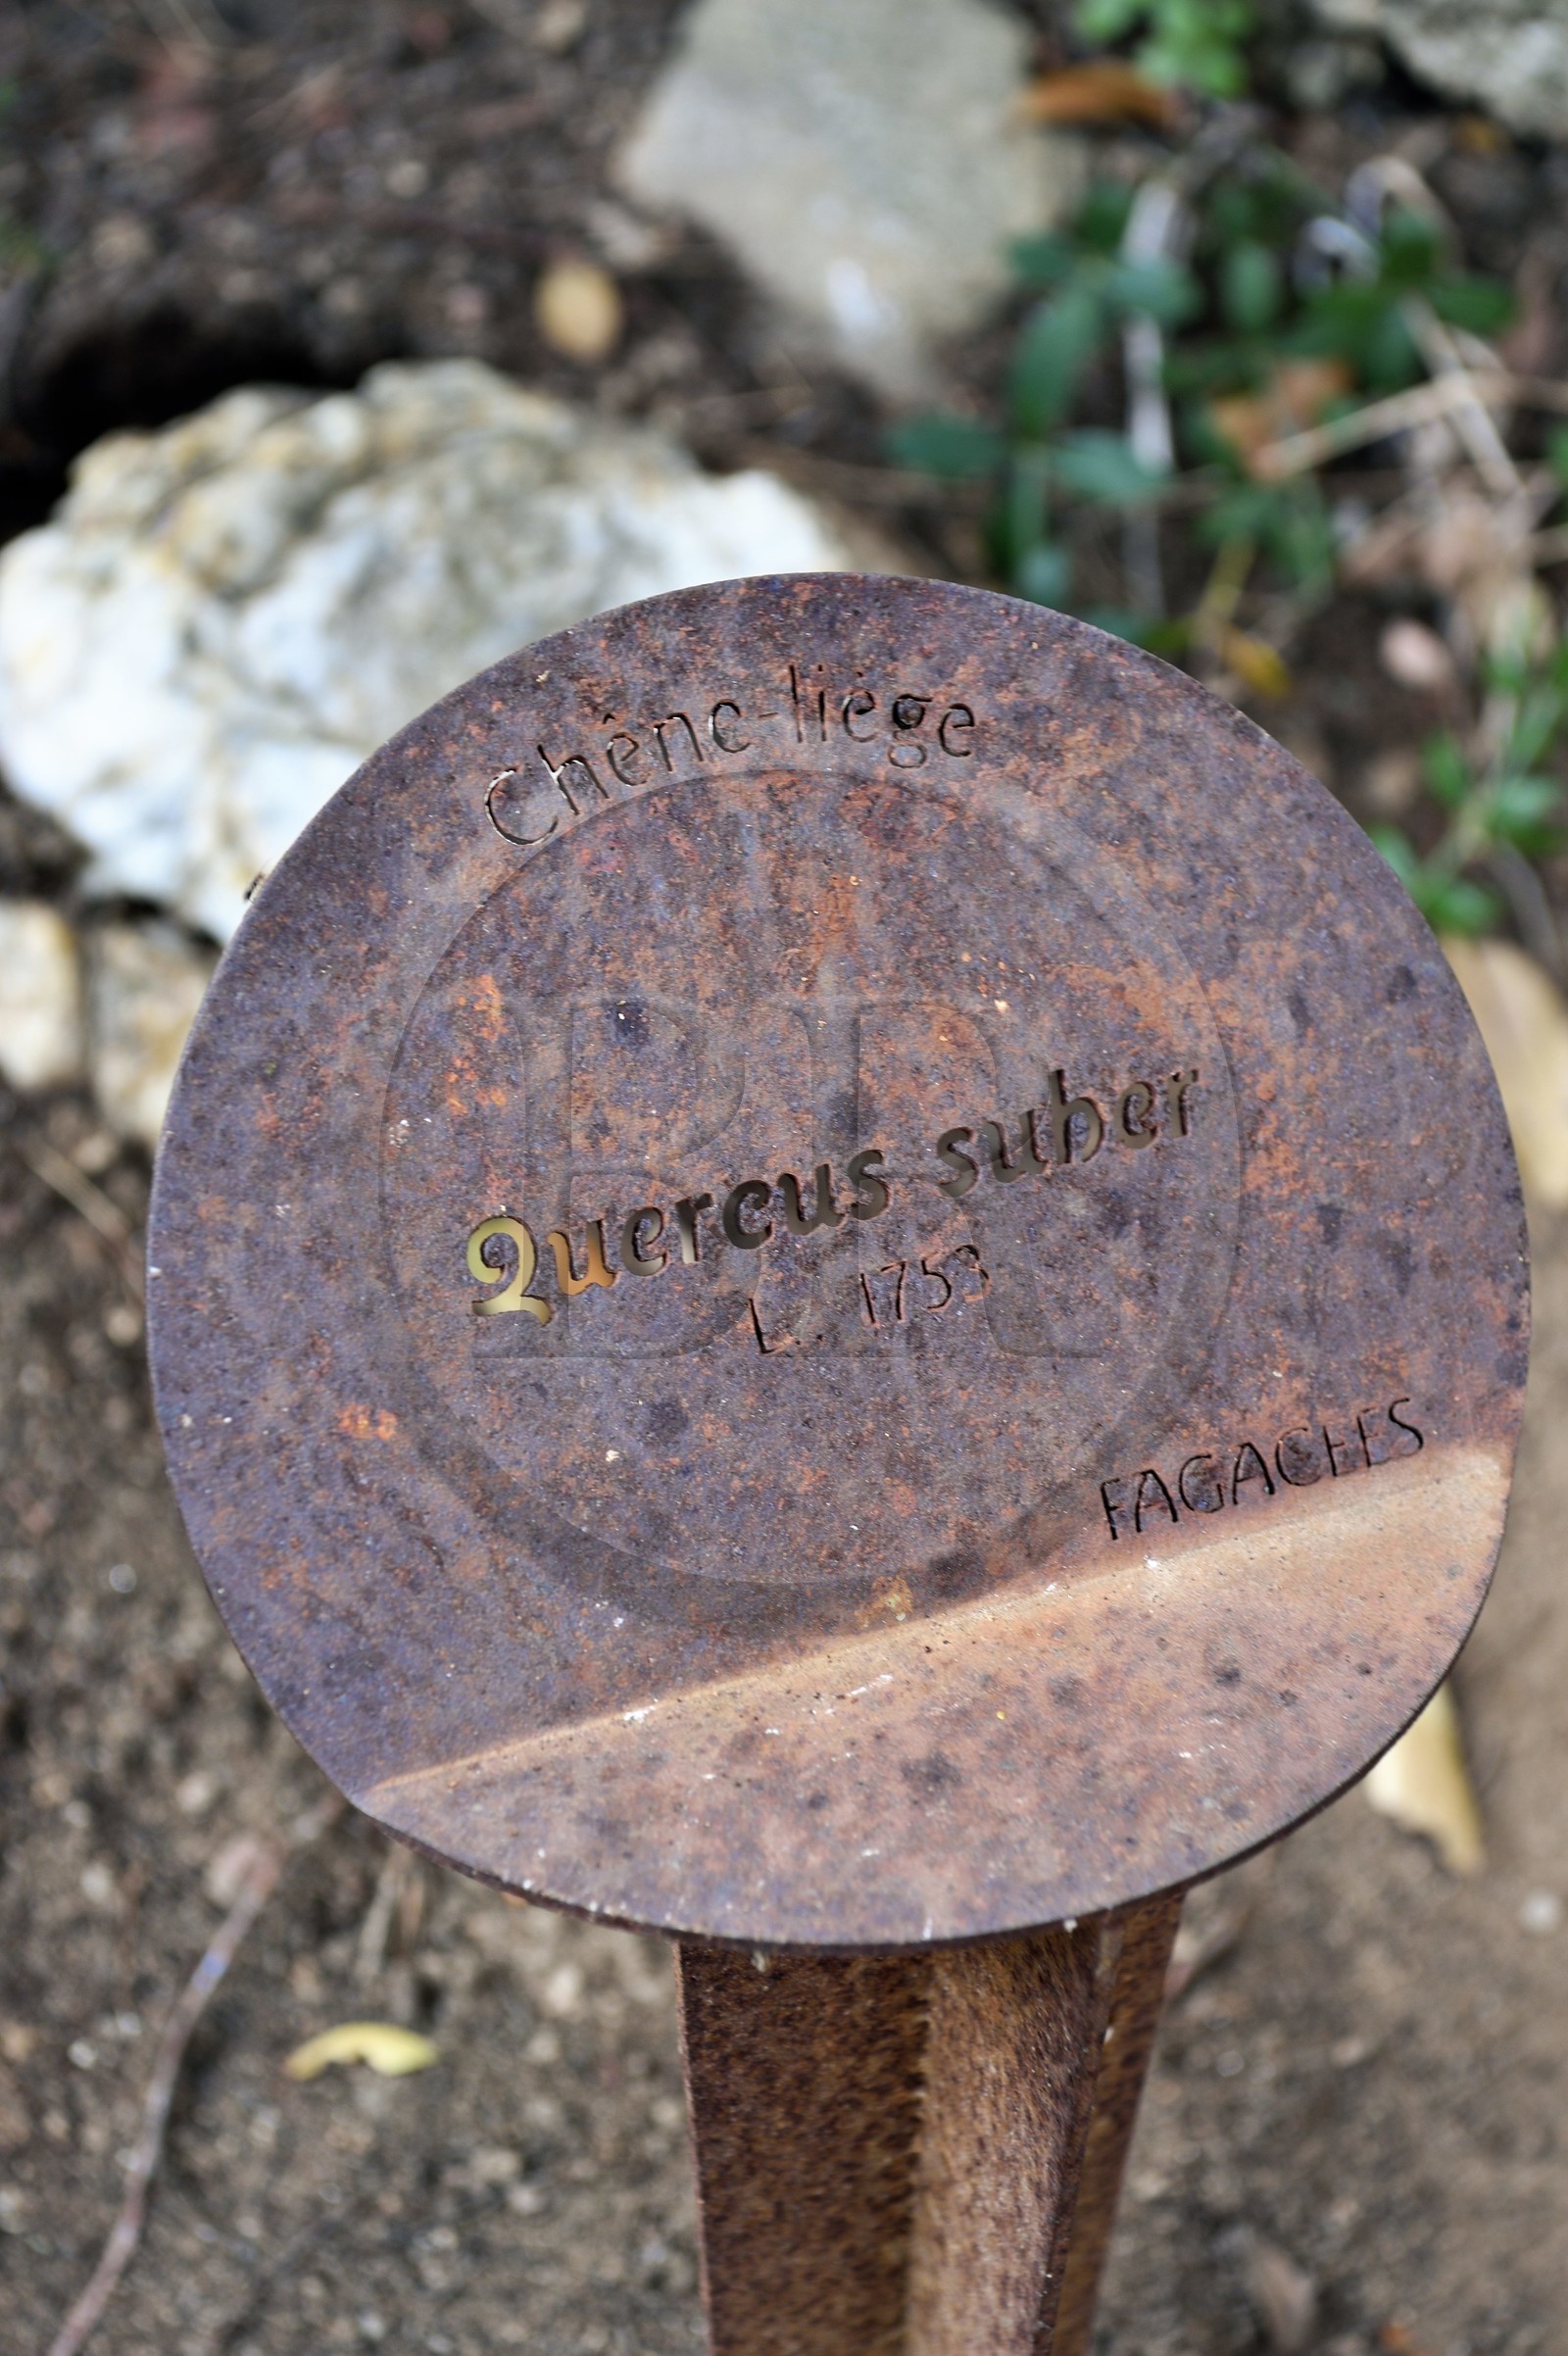 Chêne-liège
Quercus suber
L. 1753
FAGACEES